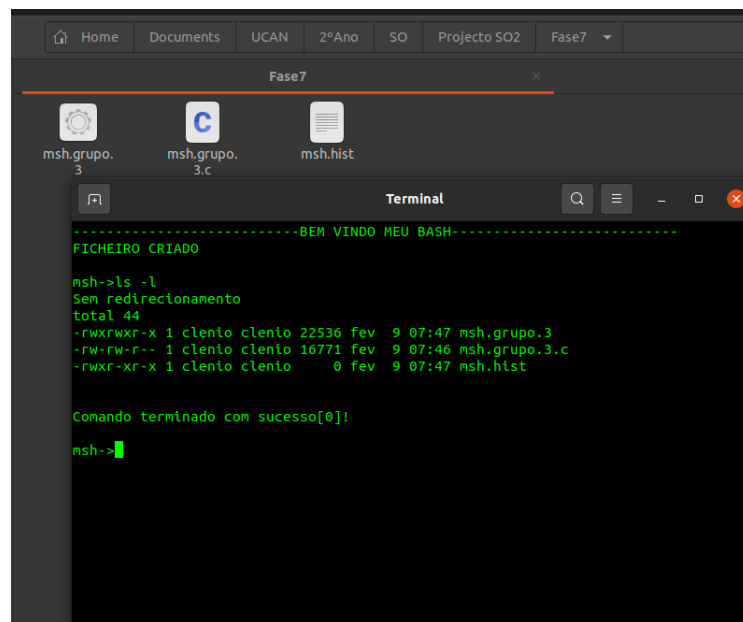 Home Documents UCAN 2ºAno SO Projecto SO2 Fase7
Fase7
msh.grupo.
3
msh.grupo.
3.c
msh.hist
Terminal
---------------------------BEM VINDO MEU BASH---------------------------
FICHEIRO CRIADO
msh->ls -l
Sem redirecionamento
total 44
-rwxrwxr-x 1 clenio clenio 22536 fev  9 07:47 msh.grupo.3
-rw-rw-r-- 1 clenio clenio 16771 fev  9 07:46 msh.grupo.3.c
-rwxr-xr-x 1 clenio clenio     0 fev  9 07:47 msh.hist
Comando terminado com sucesso[0]!
msh->